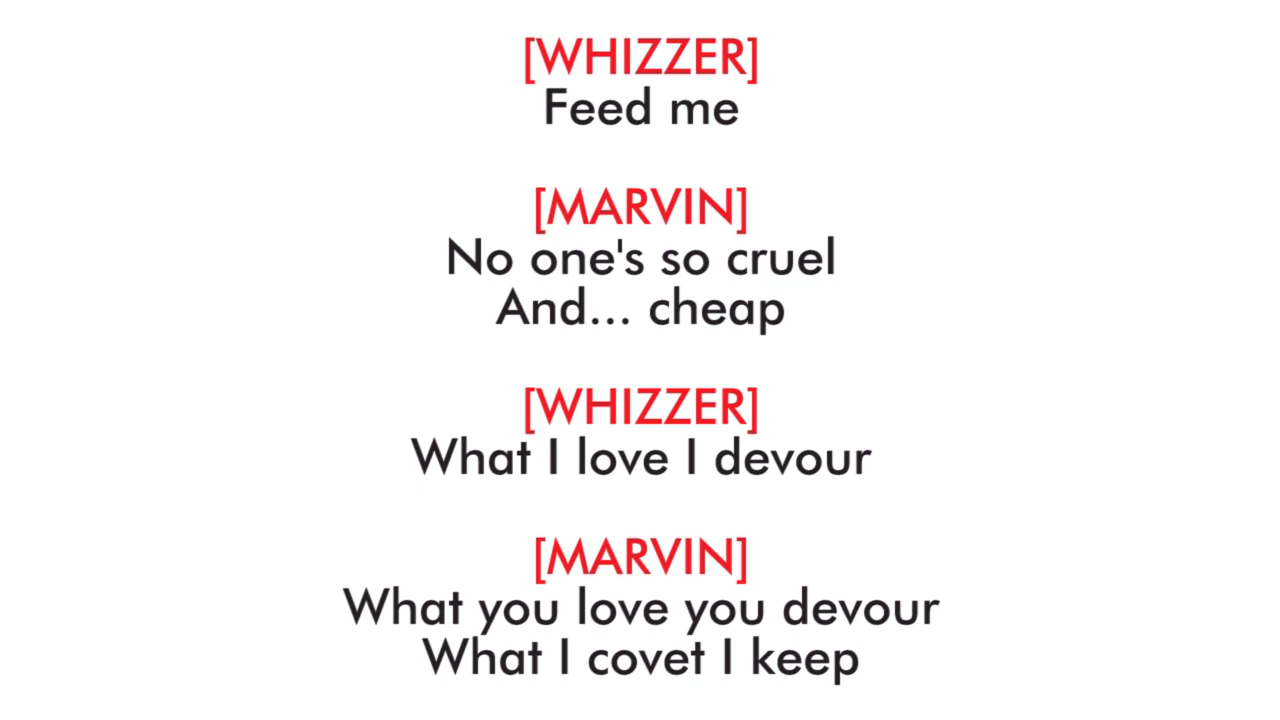 [WHIZZER]
Feed me
[MARVIN]
No one's so cruel
And... cheap
[WHIZZER]
What I love I devour
[MARVIN]
What you love you devour
What I covet I keep